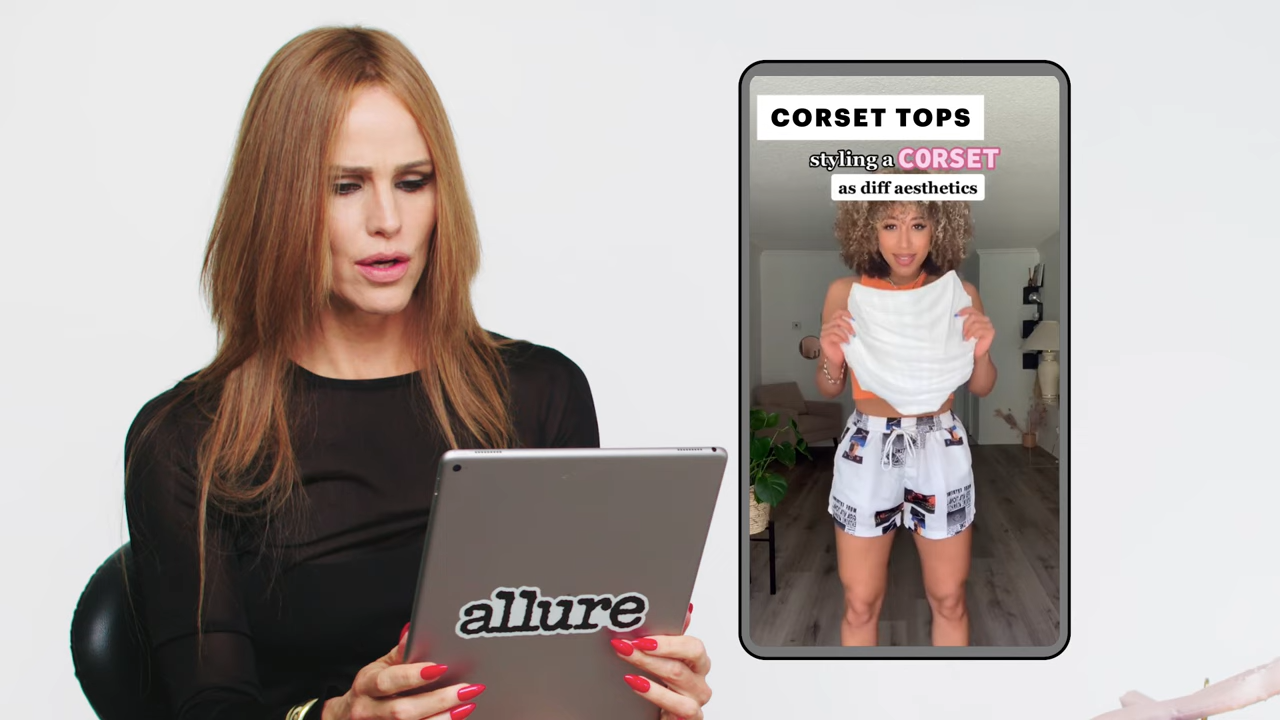 CORSET TOPS
styling a CORSET
as diff aesthetics
allure